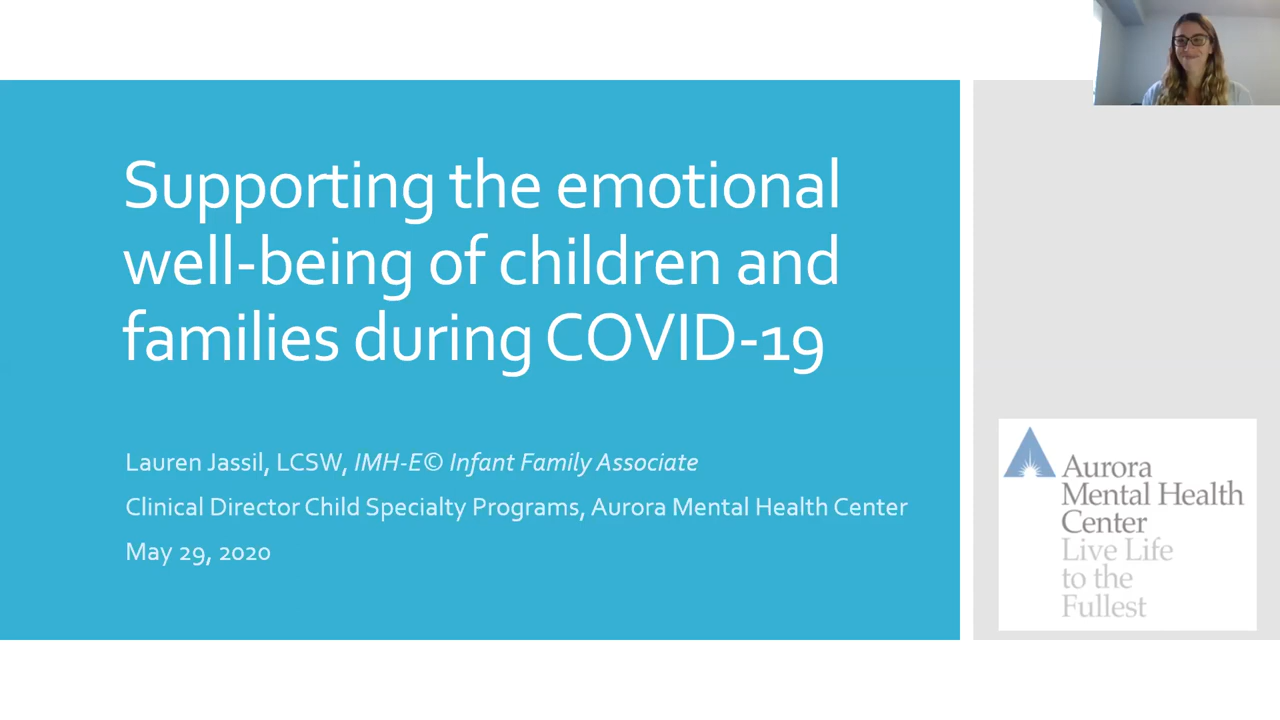 Supporting the emotional
well-being of children and
families during COVID-19
Lauren Jassil, LCSW, IMH-E© Infant Family Associate
Clinical Director Child Specialty Programs, Aurora Mental Health Center
May 29, 2020
Aurora
Mental Health
Center
Live Life
to the
Fullest